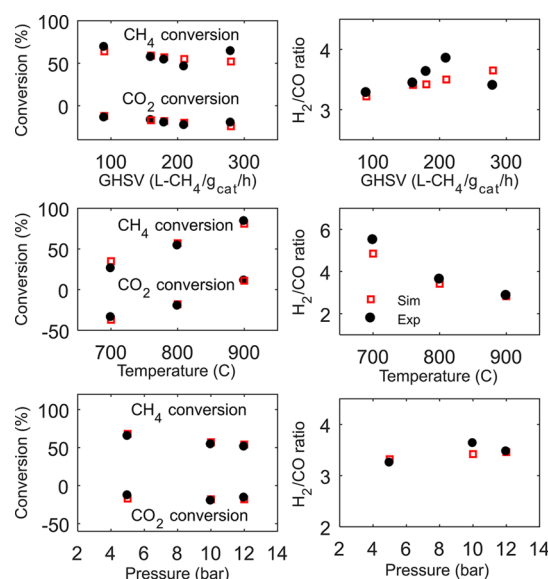 Conversion (%)
100
50
0
CH4 conversion
CO2 conversion
100 200 300
GHSV (L-CH4/gcat/h)
H2/CO ratio
4
3
100 200 300
GHSV (L-CH4/gcat/h)
Conversion (%)
100
50
0
-50
CH4 conversion
CO2 conversion
700 800 900
Temperature (C)
H2/CO ratio
6
4
2
Sim
Exp
700 800 900
Temperature (C)
Conversion (%)
100
50
0
-50
CH4 conversion
CO2 conversion
2 4 6 8 10 12 14
Pressure (bar)
H2/CO ratio
4
3
2
2 4 6 8 10 12 14
Pressure (bar)